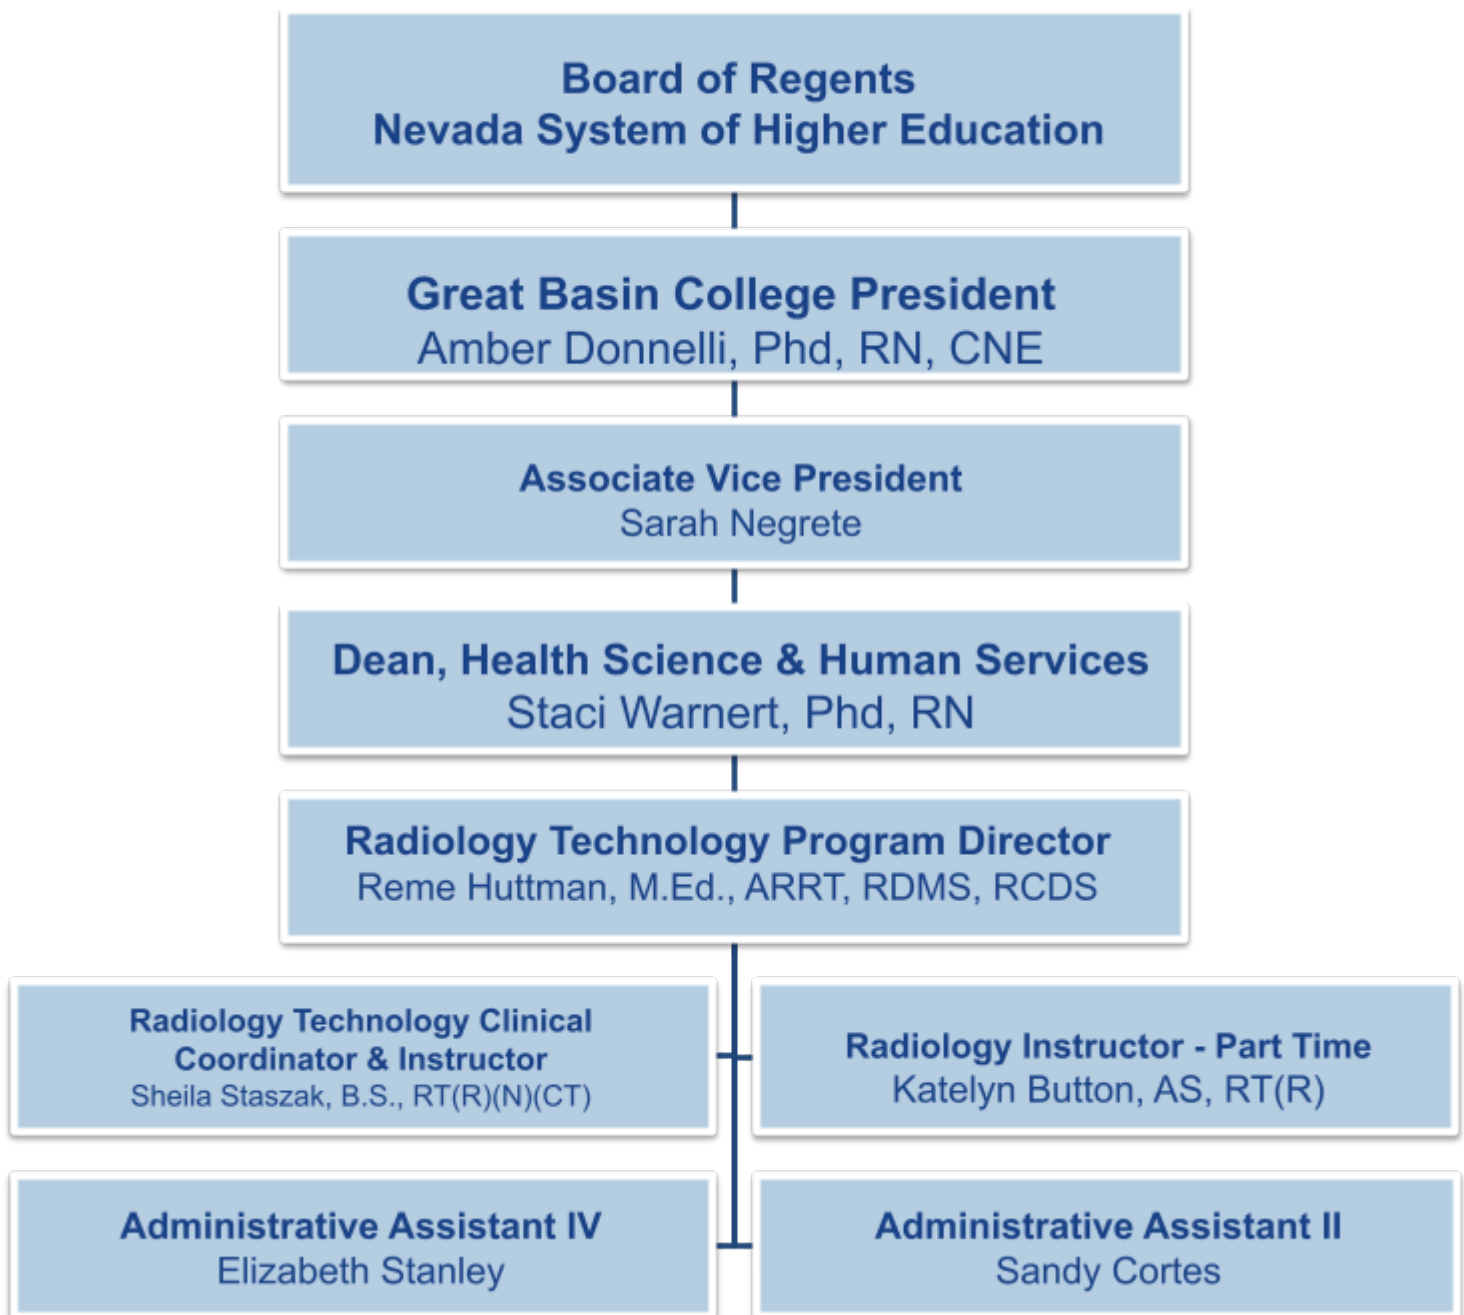 Board of Regents
Nevada System of Higher Education
Great Basin College President
Amber Donnelli, Phd, RN, CNE
Associate Vice President
Sarah Negrete
Dean, Health Science & Human Services
Staci Warnert, Phd, RN
Radiology Technology Program Director
Reme Huttman, M.Ed., ARRT, RDMS, RCDS
Radiology Technology Clinical
Coordinator & Instructor
Sheila Staszak, B.S., RT(R)(N)(CT)
Radiology Instructor - Part Time
Katelyn Button, AS, RT(R)
Administrative Assistant IV
Elizabeth Stanley
Administrative Assistant II
Sandy Cortes